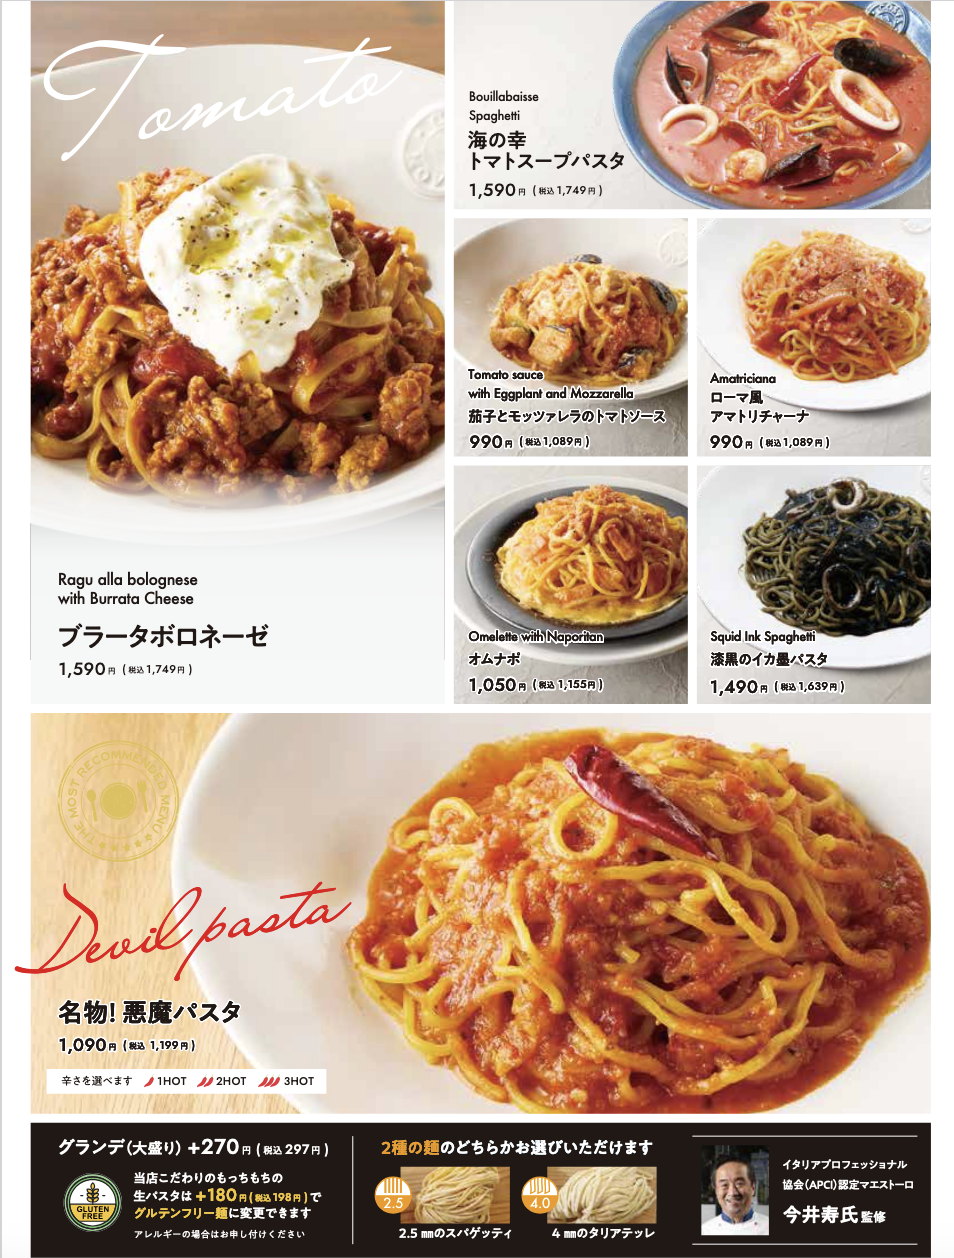 Tomato
Ragu alla bolognese
with Burrata Cheese
ブラータボロネーゼ
1,590円 (税込1,749円)
Bouillabaisse
Spaghetti
海の幸
トマトスープパスタ
1,590円 (税込1,749円)
Tomato sauce
with Eggplant and Mozzarella
茄子とモッツァレラのトマトソース
990円 (税込1,089円)
Amatriciana
ローマ風
アマトリチャーナ
990円 (税込1,089円)
Omelette with Naporitan
オムナポ
1,050円 (税込1,155円)
Squid Ink Spaghetti
漆黒のイカ墨パスタ
1,490円 (税込1,639円)
THE MOST RECOMMENDED MENU
Devil pasta
名物! 悪魔パスタ
1,090円 (税込 1,199円)
辛さを選べます 1HOT 2HOT 3HOT
グランデ(大盛り) +270円 (税込297円)
GLUTEN
FREE
当店こだわりのもっちもちの
生パスタは+180円(税込198円)で
グルテンフリー麺に変更できます
アレルギーの場合はお申し付けください
2種の麺のどちらかお選びいただけます
2.5
2.5㎜のスパゲッティ
4.0
4㎜のタリアテッレ
イタリアプロフェッショナル
協会(APCI)認定マエストーロ
今井寿氏監修